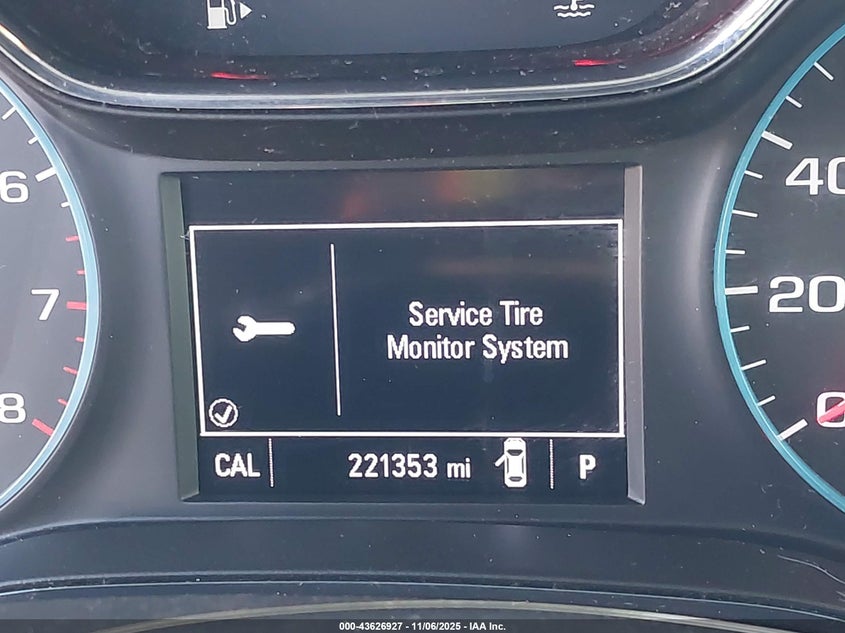 6
7
8
40
20
0
Service Tire
Monitor System
CAL 221353 mi P
000-43626927 - 11/06/2025 - IAA Inc.